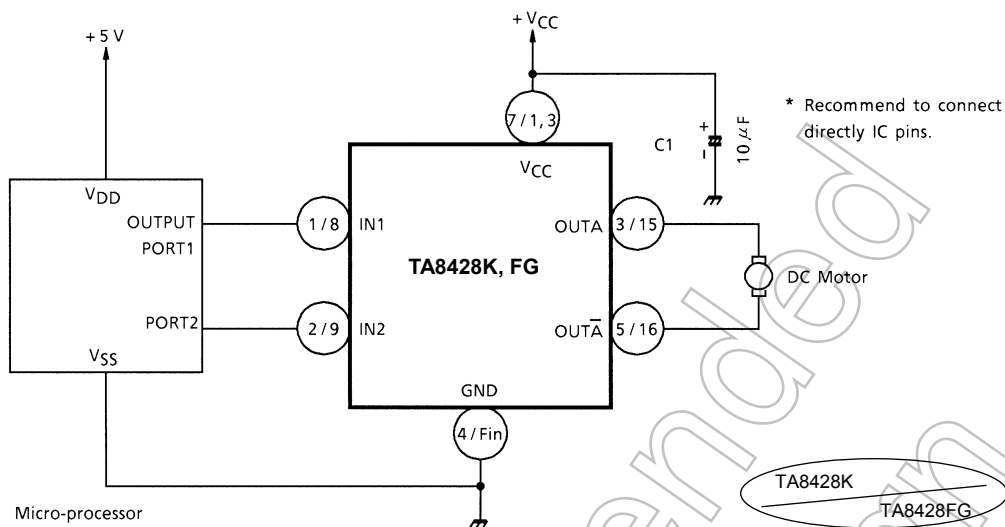 + VCC
+ 5 V
7 / 1, 3
C1
+
−
10 μF
* Recommend to connect
directly IC pins.
VCC
VDD
OUTPUT
PORT1
1 / 8
IN1
OUTA
3 / 15
TA8428K, FG
DC Motor
PORT2
2 / 9
IN2
OUTA̅
5 / 16
VSS
GND
4 / Fin
TA8428K
TA8428FG
Micro-processor
ended